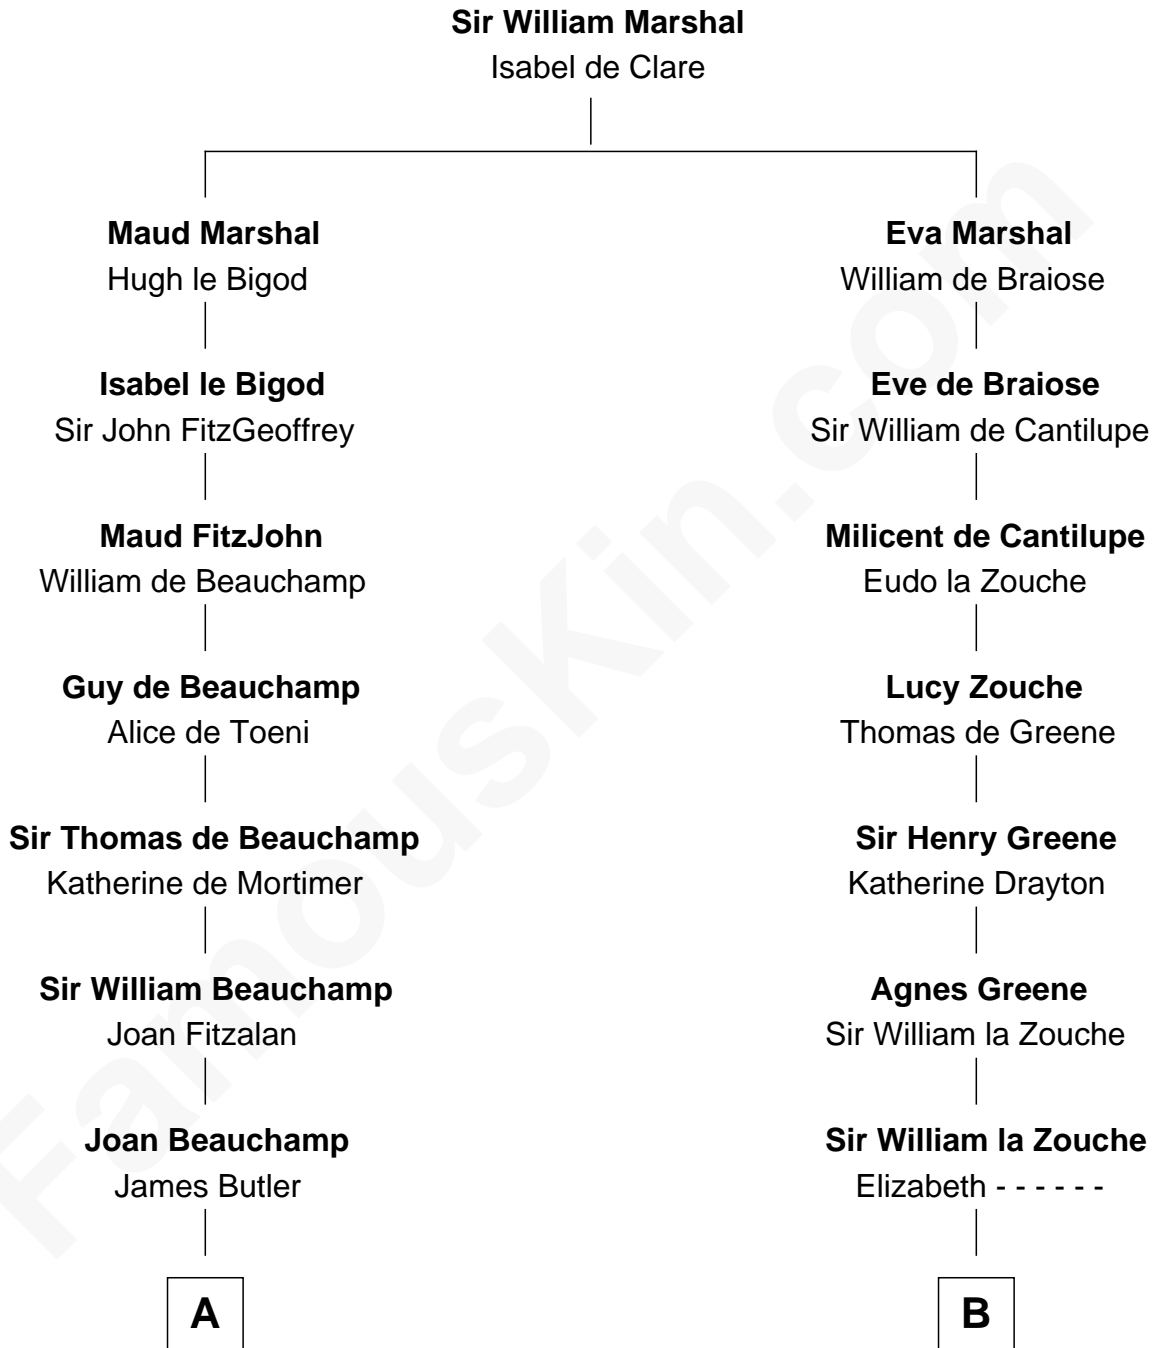 Sir William Marshal
Isabel de Clare
Maud Marshal
Hugh le Bigod
Eva Marshal
William de Braiose
Isabel le Bigod
Sir John FitzGeoffrey
Eve de Braiose
Sir William de Cantilupe
Maud FitzJohn
William de Beauchamp
Milicent de Cantilupe
Eudo la Zouche
Guy de Beauchamp
Alice de Toeni
Lucy Zouche
Thomas de Greene
Sir Thomas de Beauchamp
Katherine de Mortimer
Sir Henry Greene
Katherine Drayton
Sir William Beauchamp
Joan Fitzalan
Agnes Greene
Sir William la Zouche
Joan Beauchamp
James Butler
Sir William la Zouche
Elizabeth - - - - - -
A
B
FamousKin.com